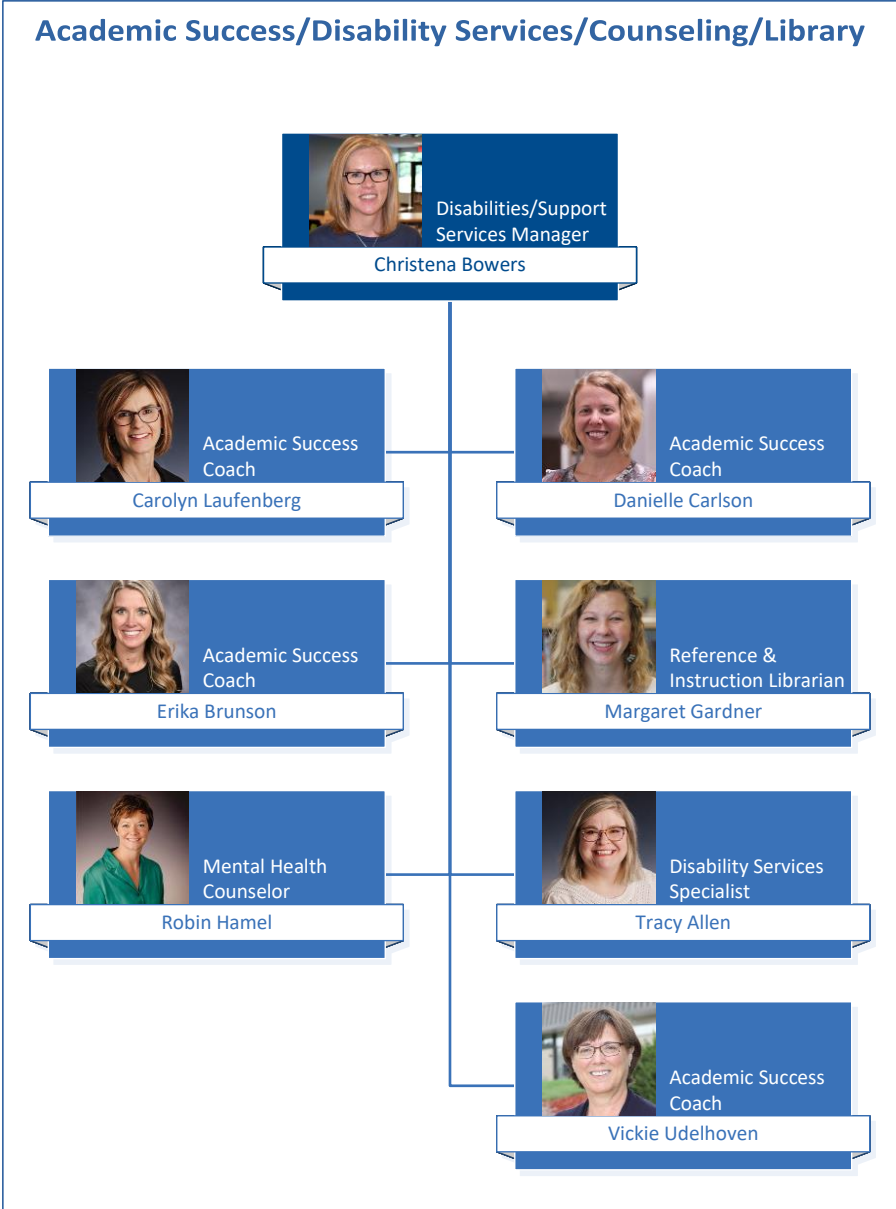 Academic Success/Disability Services/Counseling/Library
Disabilities/Support
Services Manager
Christena Bowers
Academic Success
Coach
Carolyn Laufenberg
Academic Success
Coach
Danielle Carlson
Academic Success
Coach
Erika Brunson
Reference &
Instruction Librarian
Margaret Gardner
Mental Health
Counselor
Robin Hamel
Disability Services
Specialist
Tracy Allen
Academic Success
Coach
Vickie Udelhoven